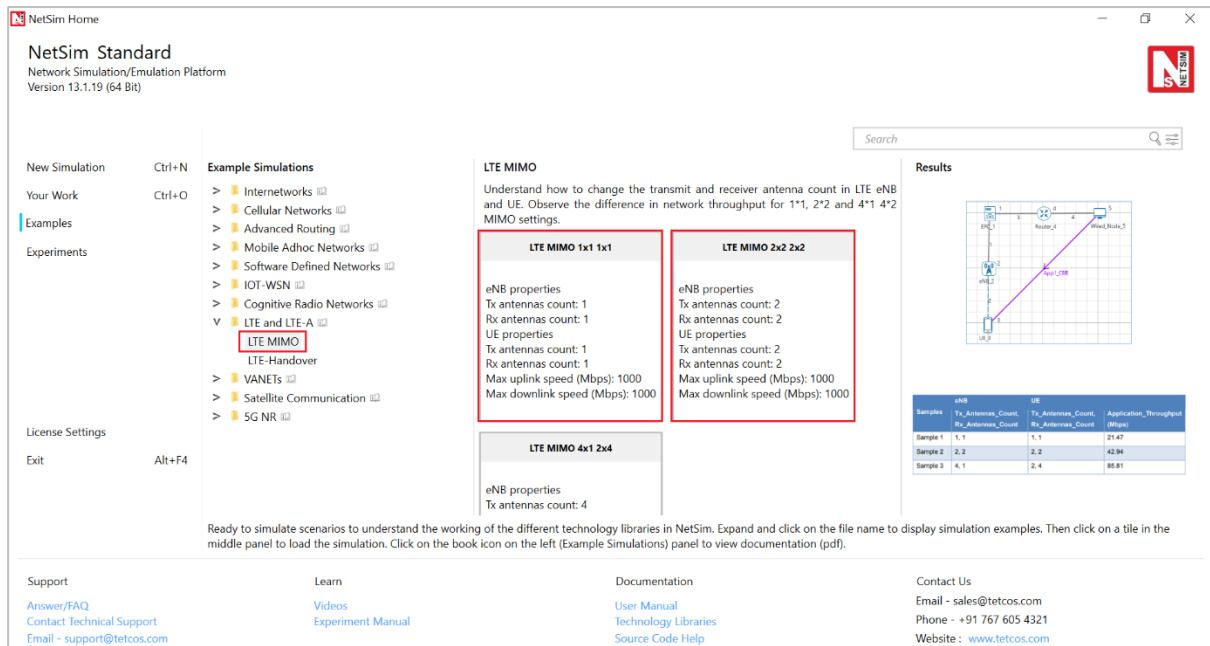 NetSim Home
NetSim Standard
Network Simulation/Emulation Platform
Version 13.1.19 (64 Bit)
NETSIM
Search
New Simulation Ctrl+N
Your Work Ctrl+O
Examples
Experiments
License Settings
Exit Alt+F4
Example Simulations
> Internetworks
> Cellular Networks
> Advanced Routing
> Mobile Adhoc Networks
> Software Defined Networks
> IOT-WSN
> Cognitive Radio Networks
V LTE and LTE-A
LTE MIMO
LTE-Handover
> VANETs
> Satellite Communication
> 5G NR
LTE MIMO
Understand how to change the transmit and receiver antenna count in LTE eNB
and UE. Observe the difference in network throughput for 1*1, 2*2 and 4*1 4*2
MIMO settings.
LTE MIMO 1x1 1x1
eNB properties
Tx antennas count: 1
Rx antennas count: 1
UE properties
Tx antennas count: 1
Rx antennas count: 1
Max uplink speed (Mbps): 1000
Max downlink speed (Mbps): 1000
LTE MIMO 2x2 2x2
eNB properties
Tx antennas count: 2
Rx antennas count: 2
UE properties
Tx antennas count: 2
Rx antennas count: 2
Max uplink speed (Mbps): 1000
Max downlink speed (Mbps): 1000
LTE MIMO 4x1 2x4
eNB properties
Tx antennas count: 4
Results
EPC_1
Router_4
Wired_Node_5
App1_CBR
eNB_2
UE_3
eNB UE
Samples Tx_Antennas_Count, Tx_Antennas_Count, Application_Throughput
Rx_Antennas_Count Rx_Antennas_Count (Mbps)
Sample 1 1, 1 1, 1 21.47
Sample 2 2, 2 2, 2 42.94
Sample 3 4, 1 2, 4 85.81
Ready to simulate scenarios to understand the working of the different technology libraries in NetSim. Expand and click on the file name to display simulation examples. Then click on a tile in the
middle panel to load the simulation. Click on the book icon on the left (Example Simulations) panel to view documentation (pdf).
Support
Answer/FAQ
Contact Technical Support
Email - support@tetcos.com
Learn
Videos
Experiment Manual
Documentation
User Manual
Technology Libraries
Source Code Help
Contact Us
Email - sales@tetcos.com
Phone - +91 767 605 4321
Website : www.tetcos.com